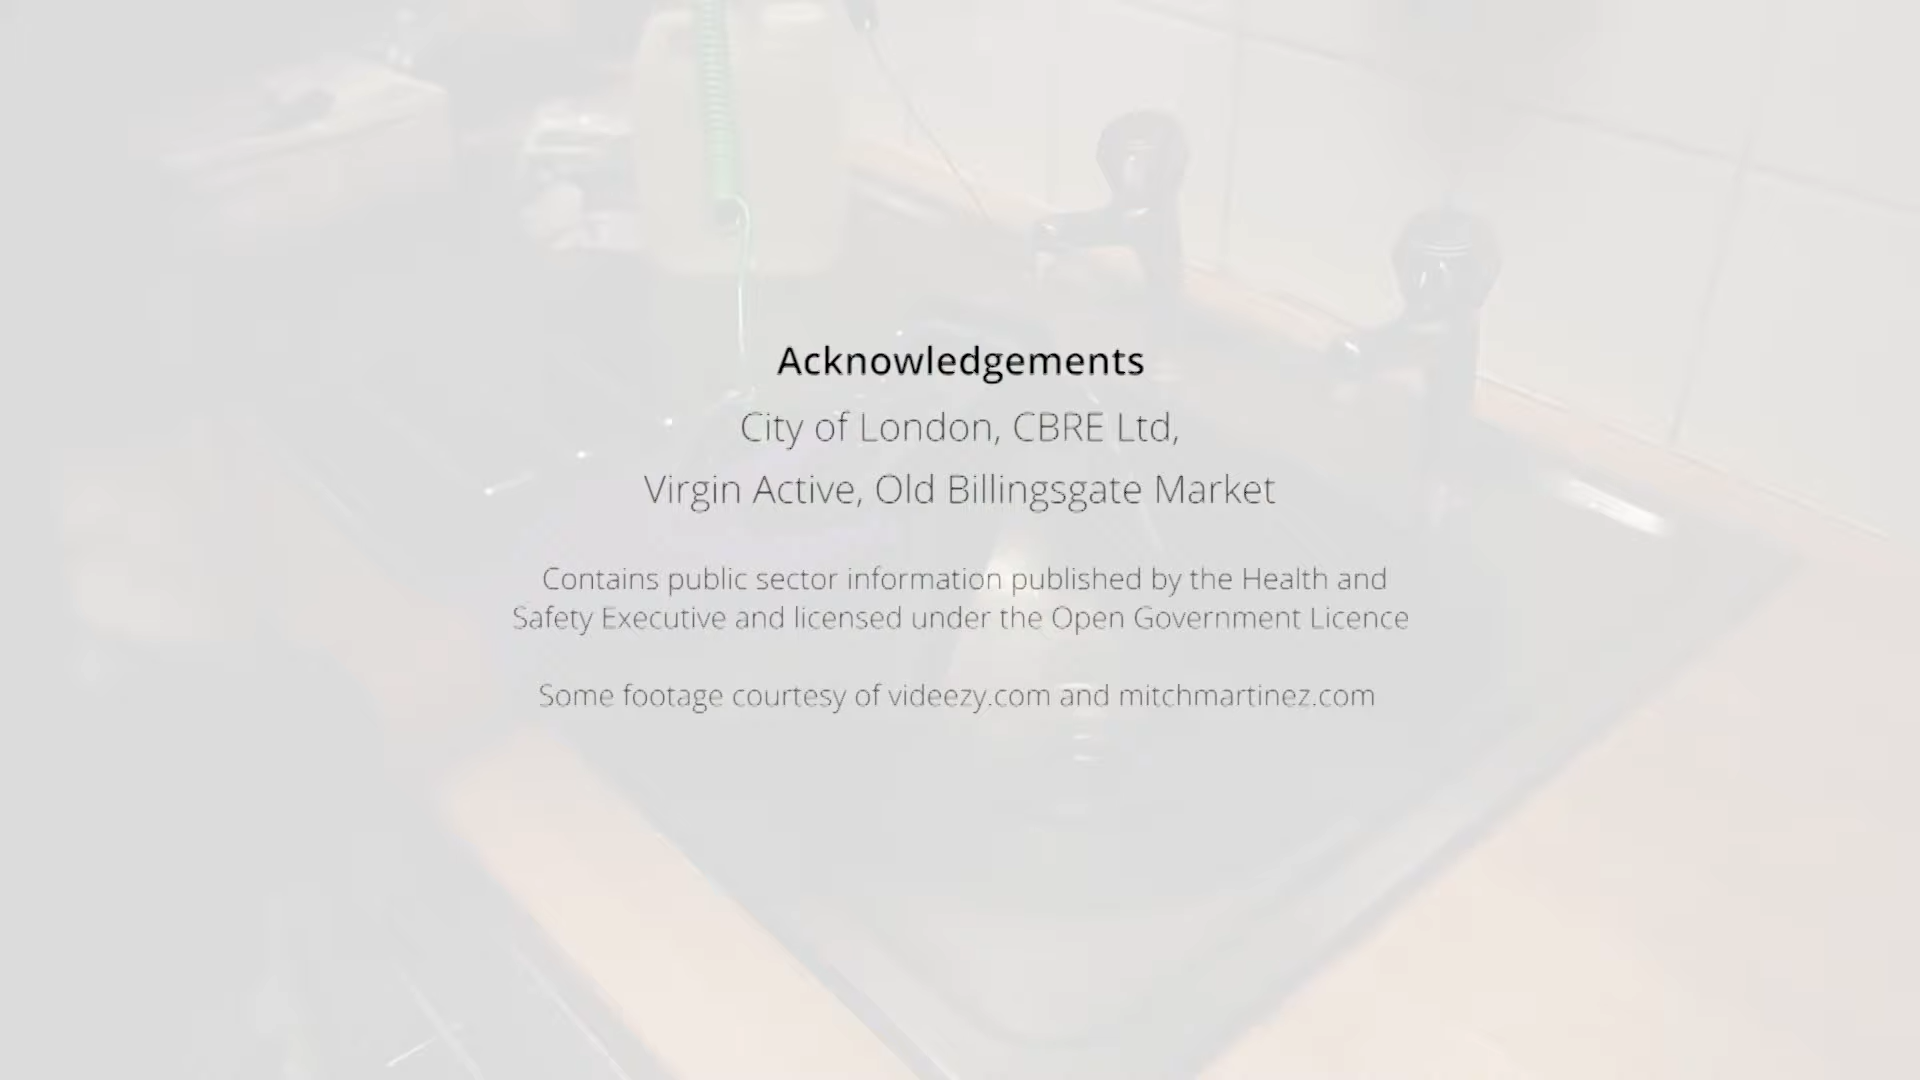 Acknowledgements
City of London, CBRE Ltd,
Virgin Active, Old Billingsgate Market
Contains public sector information published by the Health and
Safety Executive and licensed under the Open Government Licence
Some footage courtesy of videezy.com and mitchmartinez.com